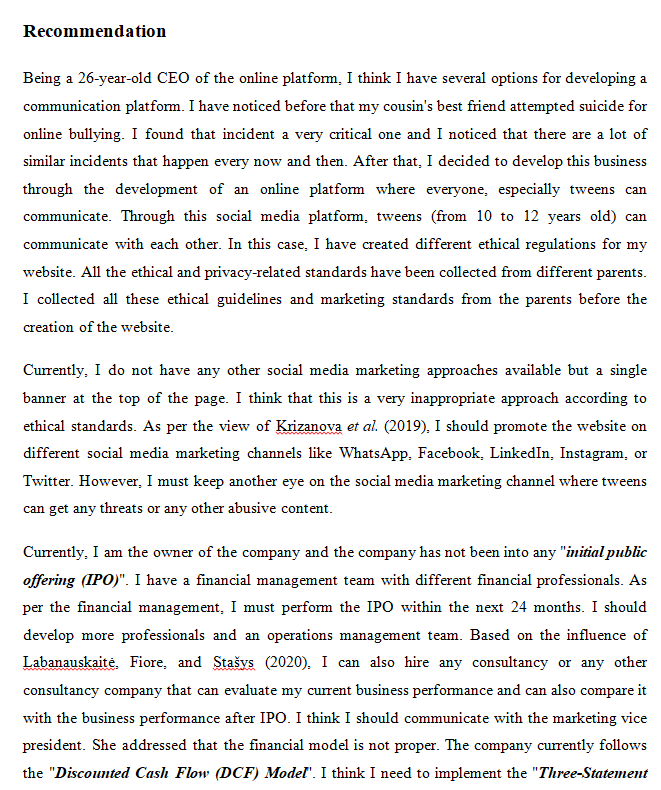 Recommendation
Being a 26-year-old CEO of the online platform, I think I have several options for developing a
communication platform. I have noticed before that my cousin's best friend attempted suicide for
online bullying. I found that incident a very critical one and I noticed that there are a lot of
similar incidents that happen every now and then. After that, I decided to develop this business
through the development of an online platform where everyone, especially tweens can
communicate. Through this social media platform, tweens (from 10 to 12 years old) can
communicate with each other. In this case, I have created different ethical regulations for my
website. All the ethical and privacy-related standards have been collected from different parents.
I collected all these ethical guidelines and marketing standards from the parents before the
creation of the website.
Currently, I do not have any other social media marketing approaches available but a single
banner at the top of the page. I think that this is a very inappropriate approach according to
ethical standards. As per the view of Krizanova et al. (2019), I should promote the website on
different social media marketing channels like WhatsApp, Facebook, LinkedIn, Instagram, or
Twitter. However, I must keep another eye on the social media marketing channel where tweens
can get any threats or any other abusive content.
Currently, I am the owner of the company and the company has not been into any "initial public
offering (IPO)". I have a financial management team with different financial professionals. As
per the financial management, I must perform the IPO within the next 24 months. I should
develop more professionals and an operations management team. Based on the influence of
Labanauskaitė, Fiore, and Stašys (2020), I can also hire any consultancy or any other
consultancy company that can evaluate my current business performance and can also compare it
with the business performance after IPO. I think I should communicate with the marketing vice
president. She addressed that the financial model is not proper. The company currently follows
the "Discounted Cash Flow (DCF) Model". I think I need to implement the "Three-Statement